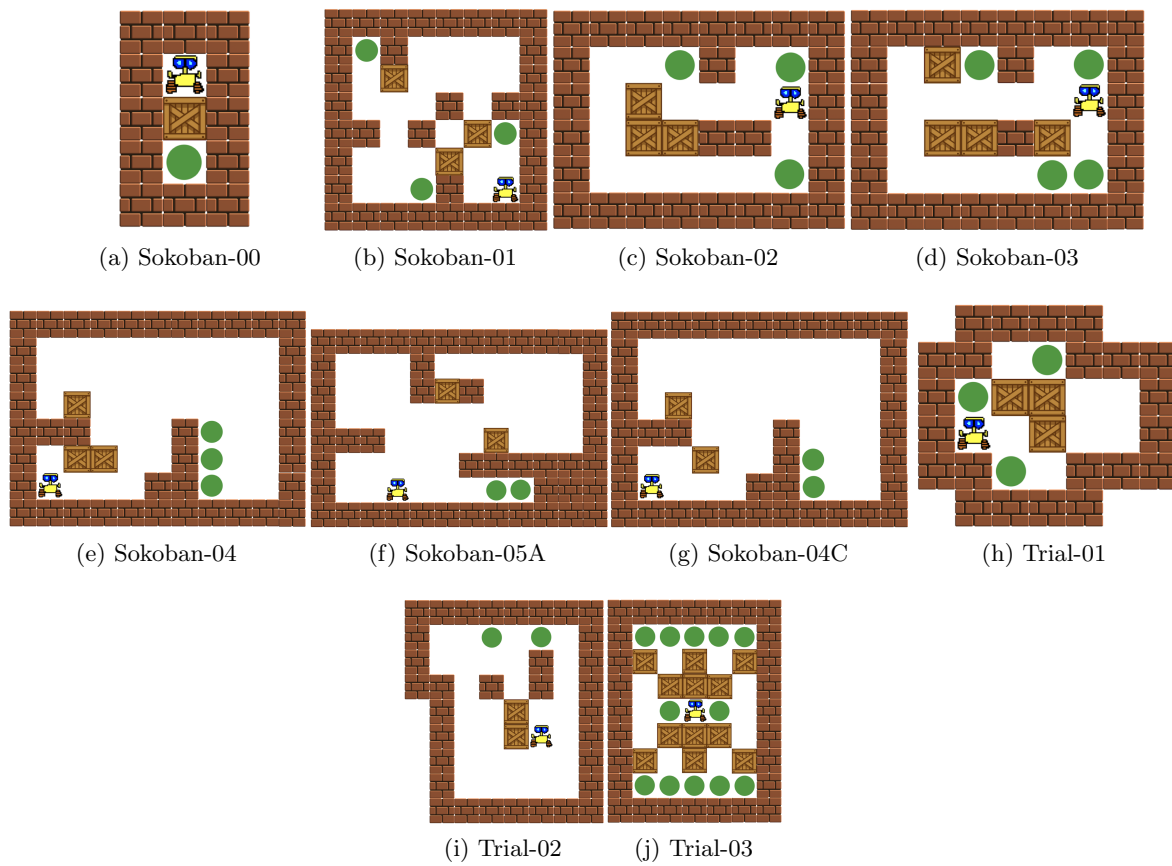 (a) Sokoban-00
(b) Sokoban-01
(c) Sokoban-02
(d) Sokoban-03
(e) Sokoban-04
(f) Sokoban-05A
(g) Sokoban-04C
(h) Trial-01
(i) Trial-02
(j) Trial-03